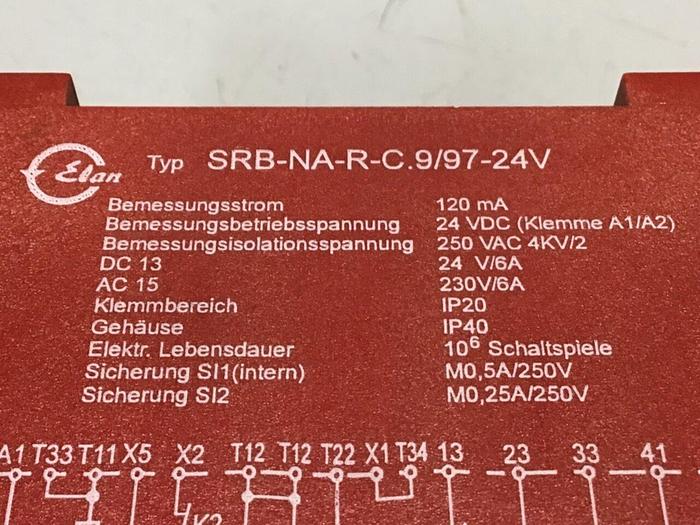 Elan
Typ SRB-NA-R-C.9/97-24V
Bemessungsstrom 120 mA
Bemessungsbetriebsspannung 24 VDC (Klemme A1/A2)
Bemessungsisolationsspannung 250 VAC 4KV/2
DC 13 24 V/6A
AC 15 230V/6A
Klemmbereich IP20
Gehäuse IP40
Elektr. Lebensdauer 10⁶ Schaltspiele
Sicherung SI1(intern) M0,5A/250V
Sicherung SI2 M0,25A/250V
A1 T33 T11 X5 X2 T12 T12 T22 X1 T34 13 23 33 41